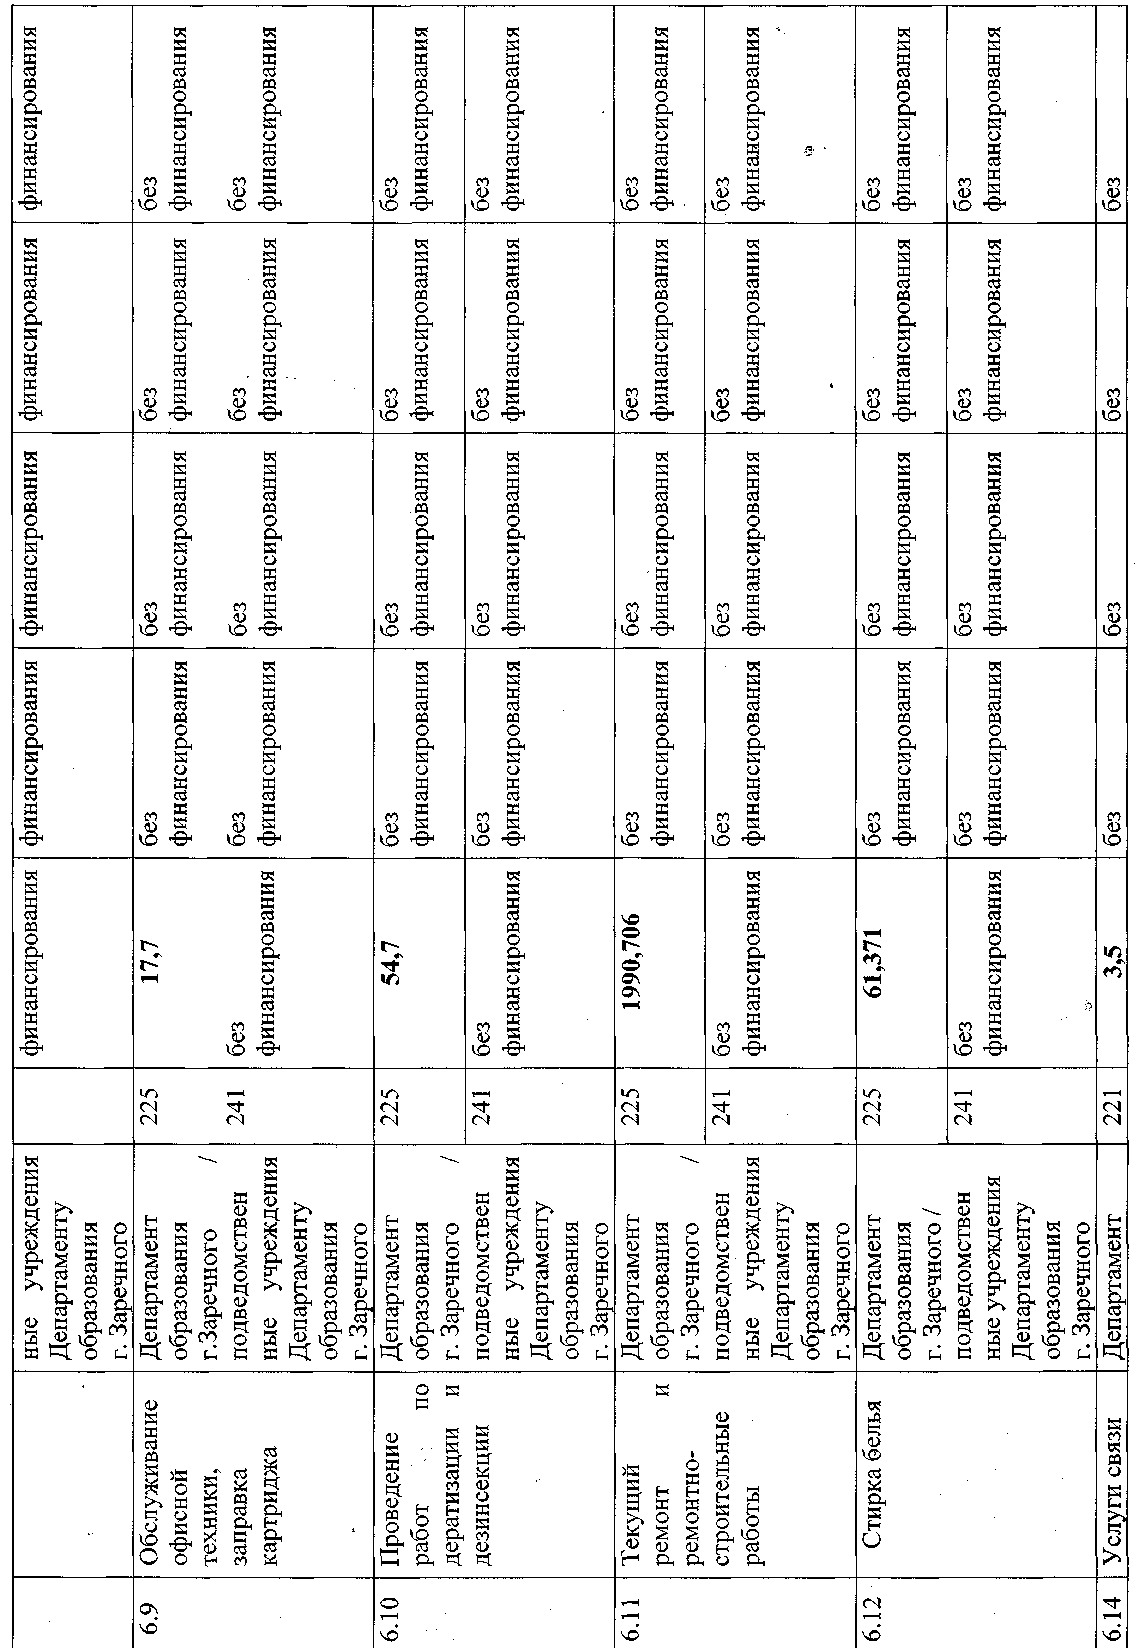 ные учреждения
Департаменту
образования
г. Заречного
финансирования
финансирования
финансирования
финансирования
финансирования
6.9
Обслуживание
офисной
техники,
заправка
картриджа
Департамент
образования
г.Заречного /
подведомствен
ные учреждения
Департаменту
образования
г. Заречного
225
17,7
без
финансирования
без
финансирования
без
финансирования
без
финансирования
241
без
финансирования
без
финансирования
без
финансирования
без
финансирования
без
финансирования
6.10
Проведение
работ по
дератизации и
дезинсекции
Департамент
образования
г. Заречного /
подведомствен
ные учреждения
Департаменту
образования
г. Заречного
225
54,7
без
финансирования
без
финансирования
без
финансирования
без
финансирования
241
без
финансирования
без
финансирования
без
финансирования
без
финансирования
без
финансирования
6.11
Текущий
ремонт и
ремонтно-
строительные
работы
Департамент
образования
г. Заречного /
подведомствен
ные учреждения
Департаменту
образования
г. Заречного
225
1990,706
без
финансирования
без
финансирования
без
финансирования
без
финансирования
241
без
финансирования
без
финансирования
без
финансирования
без
финансирования
без
финансирования
6.12
Стирка белья
Департамент
образования
г. Заречного /
подведомствен
ные учреждения
Департаменту
образования
г. Заречного
225
61,371
без
финансирования
без
финансирования
без
финансирования
без
финансирования
241
без
финансирования
без
финансирования
без
финансирования
без
финансирования
без
финансирования
6.14
Услуги связи
Департамент
221
3,5
без
без
без
без